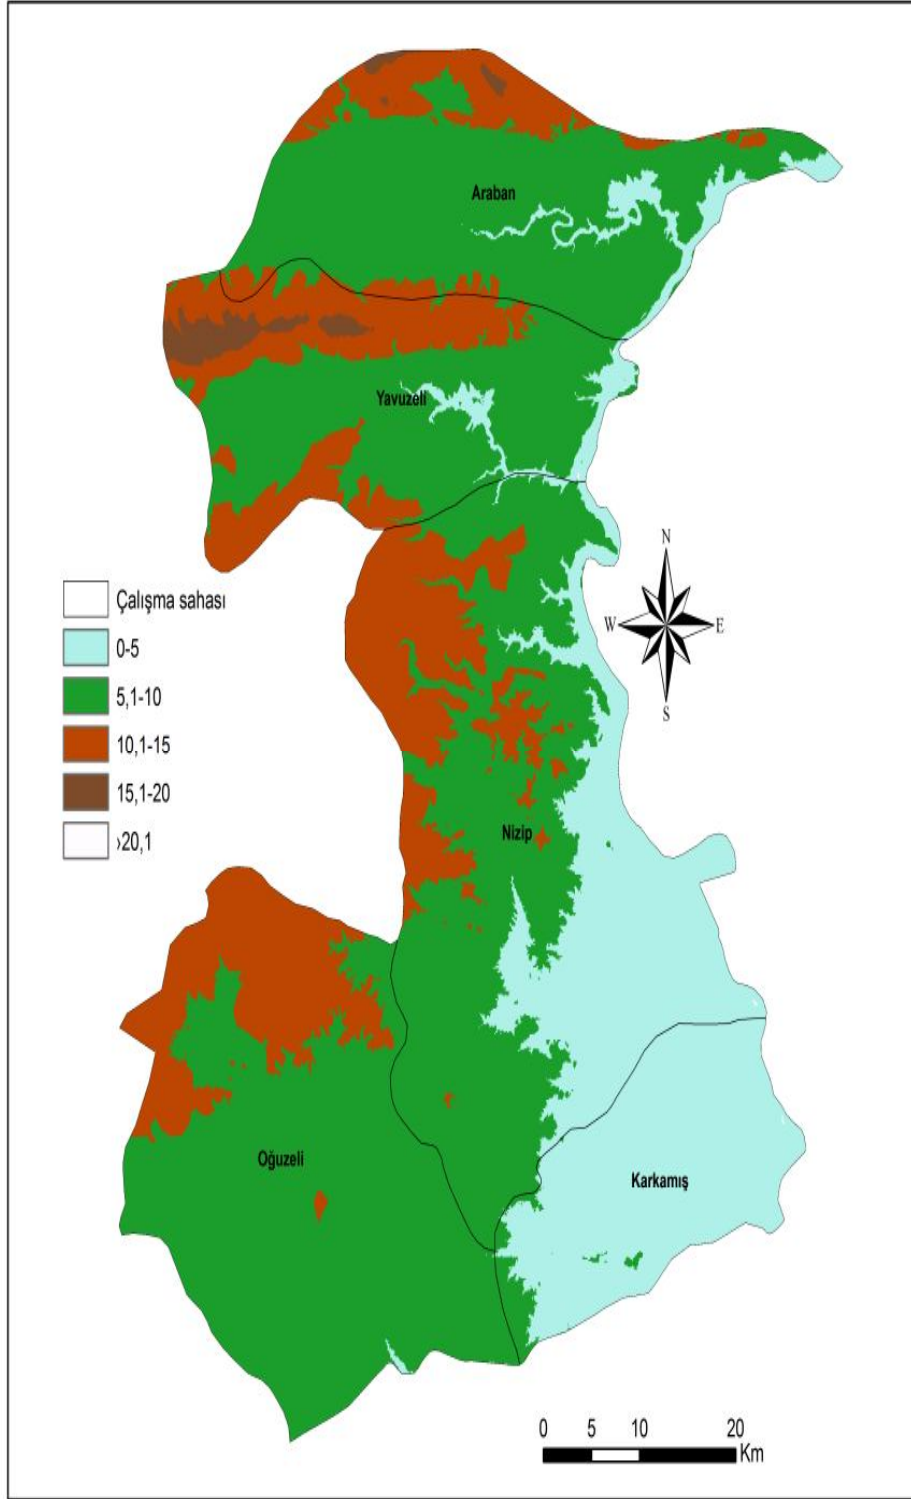 Araban
Yavuzeli
N
W
E
S
Çalışma sahası
0-5
5,1-10
10,1-15
15,1-20
›20,1
Nizip
Oğuzeli
Karkamış
0 5 10 20
Km